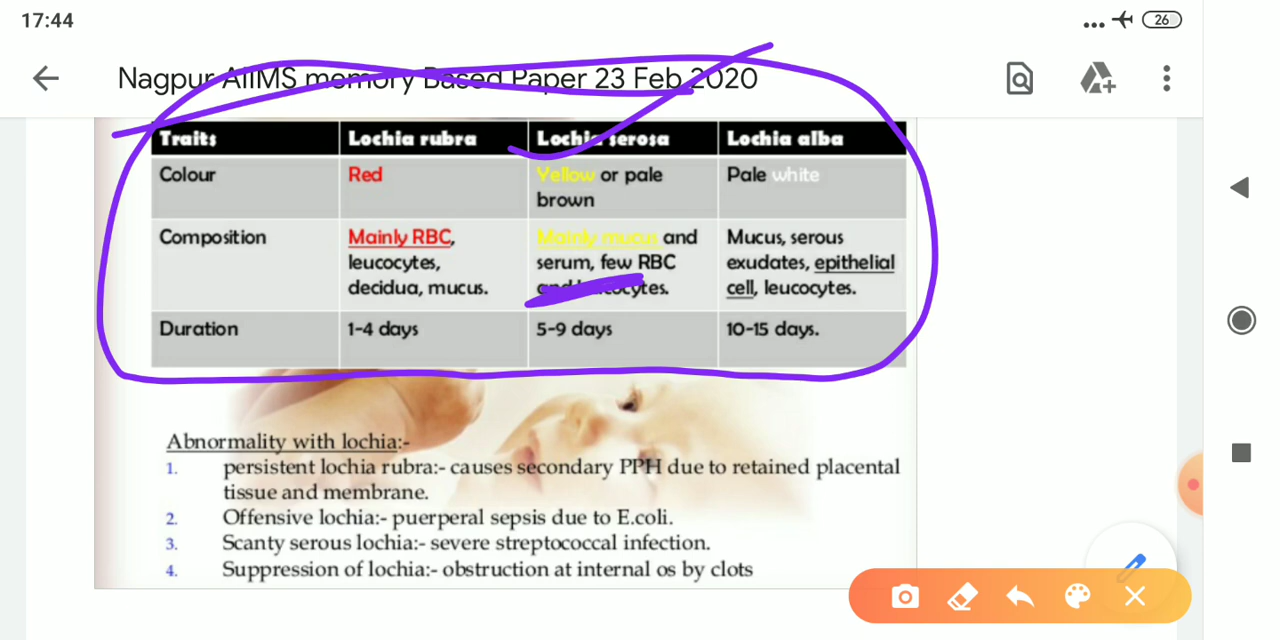 17:44
26
Nagpur AIIMS memory Based Paper 23 Feb 2020
Traits Lochia rubra Lochia serosa Lochia alba
Colour Red Yellow or pale Pale white
brown
Composition Mainly RBC, Mainly mucus and Mucus, serous
leucocytes, serum, few RBC exudates, epithelial
decidua, mucus. and leucocytes. cell, leucocytes.
Duration 1-4 days 5-9 days 10-15 days.
Abnormality with lochia:-
1. persistent lochia rubra:- causes secondary PPH due to retained placental
tissue and membrane.
2. Offensive lochia:- puerperal sepsis due to E.coli.
3. Scanty serous lochia:- severe streptococcal infection.
4. Suppression of lochia:- obstruction at internal os by clots